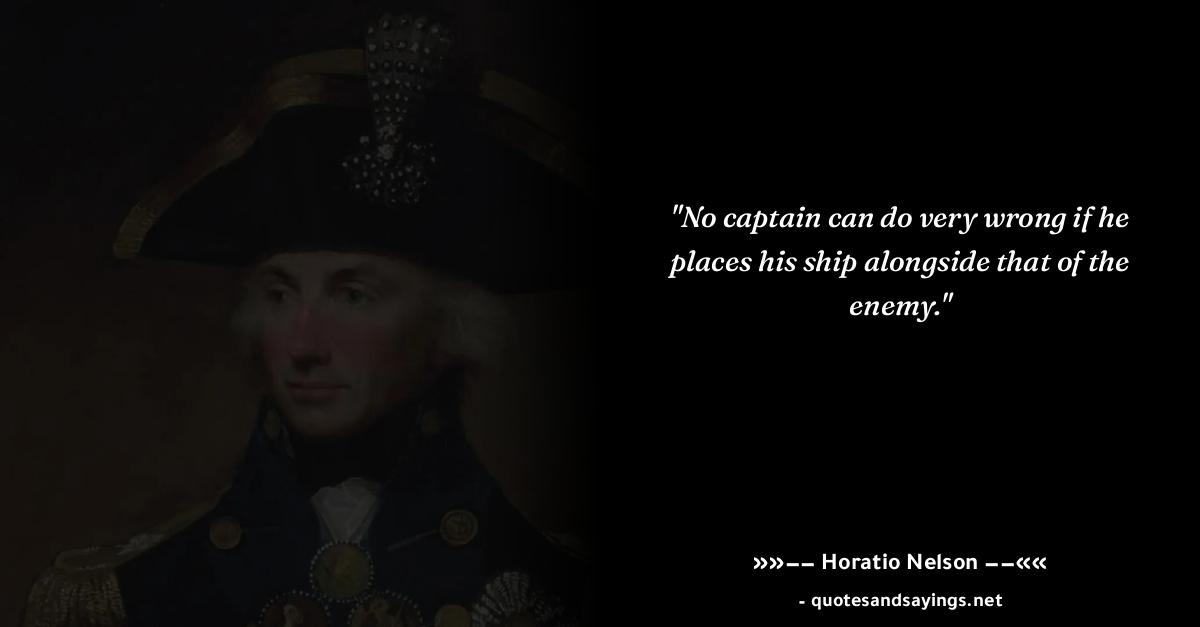 "No captain can do very wrong if he
places his ship alongside that of the
enemy."
»»−− Horatio Nelson −−««
- quotesandsayings.net